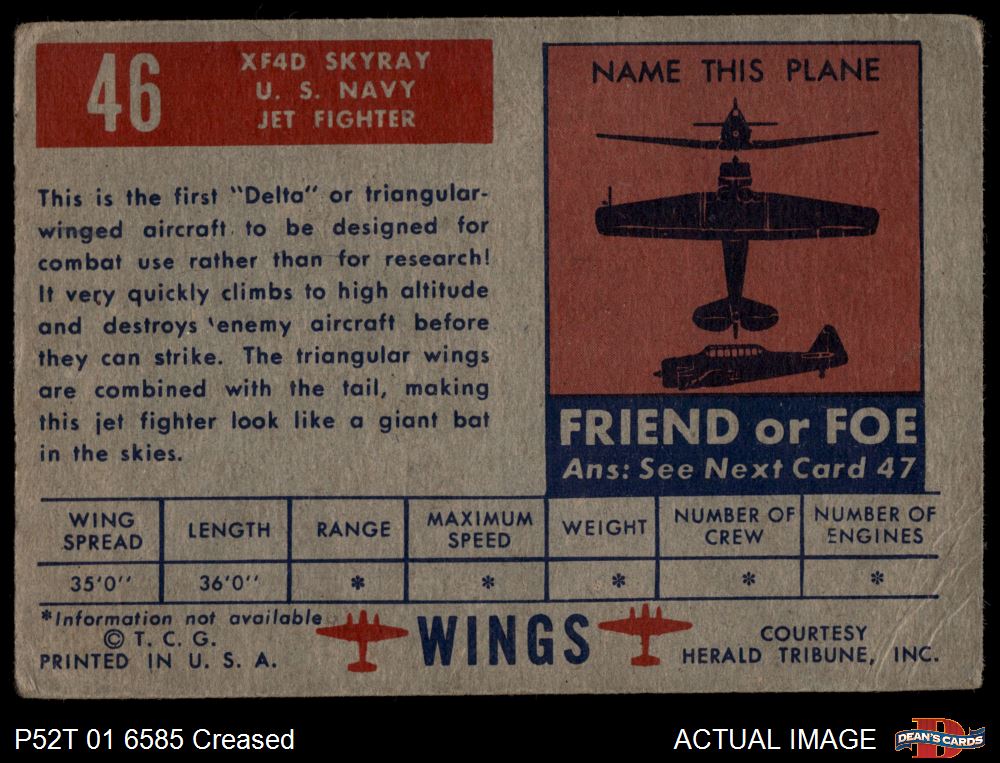 46
XF4D SKYRAY
U. S. NAVY
JET FIGHTER
This is the first "Delta" or triangular-
winged aircraft to be designed for
combat use rather than for research!
It very quickly climbs to high altitude
and destroys enemy aircraft before
they can strike. The triangular wings
are combined with the tail, making
this jet fighter look like a giant bat
in the skies.
NAME THIS PLANE
FRIEND or FOE
Ans: See Next Card 47
WING SPREAD LENGTH RANGE MAXIMUM SPEED WEIGHT NUMBER OF CREW NUMBER OF ENGINES
35'0" 36'0" * * * * *
*Information not available
© T. C. G.
PRINTED IN U. S. A.
WINGS
COURTESY
HERALD TRIBUNE, INC.
P52T 01 6585 Creased
ACTUAL IMAGE
D
DEAN'S CARDS